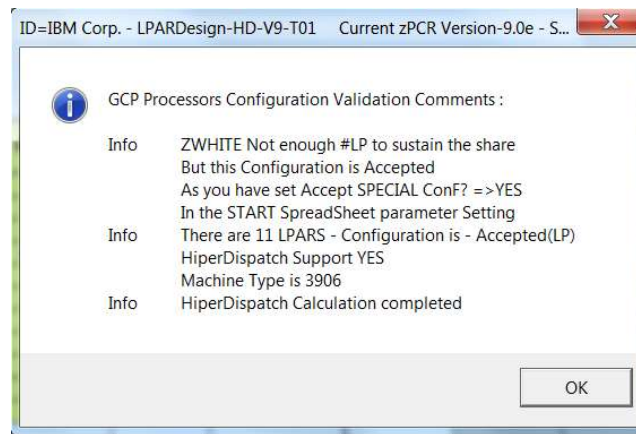 ID=IBM Corp. - LPARDesign-HD-V9-T01 Current zPCR Version-9.0e - S...
GCP Processors Configuration Validation Comments :
Info ZWHITE Not enough #LP to sustain the share
But this Configuration is Accepted
As you have set Accept SPECIAL ConF? =>YES
In the START SpreadSheet parameter Setting
Info There are 11 LPARS - Configuration is - Accepted(LP)
HiperDispatch Support YES
Machine Type is 3906
Info HiperDispatch Calculation completed
OK